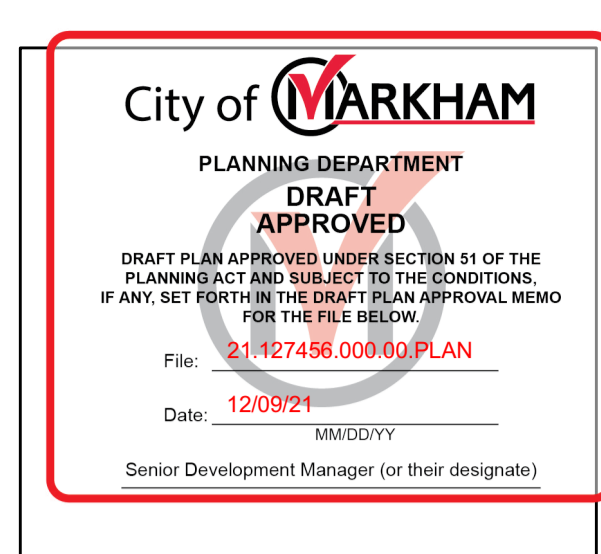 City of MARKHAM
PLANNING DEPARTMENT
DRAFT
APPROVED
DRAFT PLAN APPROVED UNDER SECTION 51 OF THE
PLANNING ACT AND SUBJECT TO THE CONDITIONS,
IF ANY, SET FORTH IN THE DRAFT PLAN APPROVAL MEMO
FOR THE FILE BELOW.
File: 21.127456.000.00.PLAN
Date: 12/09/21
MM/DD/YY
Senior Development Manager (or their designate)